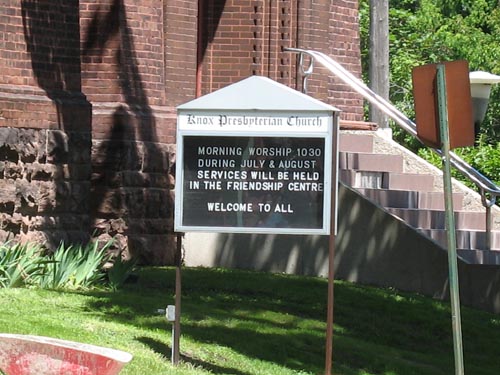 Knox Presbyterian Church
MORNING WORSHIP 1030
DURING JULY & AUGUST
SERVICES WILL BE HELD
IN THE FRIENDSHIP CENTRE
WELCOME TO ALL